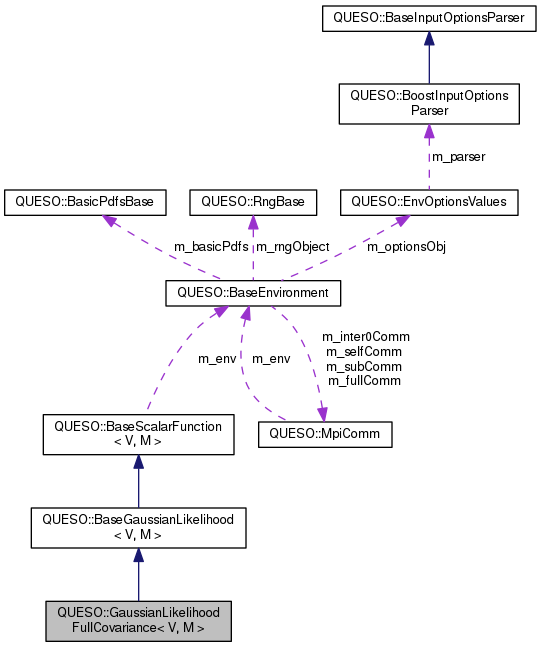 QUESO::BaseInputOptionsParser
QUESO::BoostInputOptions
Parser
m_parser
QUESO::BasicPdfsBase
QUESO::RngBase
QUESO::EnvOptionsValues
m_basicPdfs
m_rngObject
m_optionsObj
QUESO::BaseEnvironment
m_env
m_env
m_inter0Comm
m_selfComm
m_subComm
m_fullComm
QUESO::BaseScalarFunction
< V, M >
QUESO::MpiComm
QUESO::BaseGaussianLikelihood
< V, M >
QUESO::GaussianLikelihood
FullCovariance< V, M >